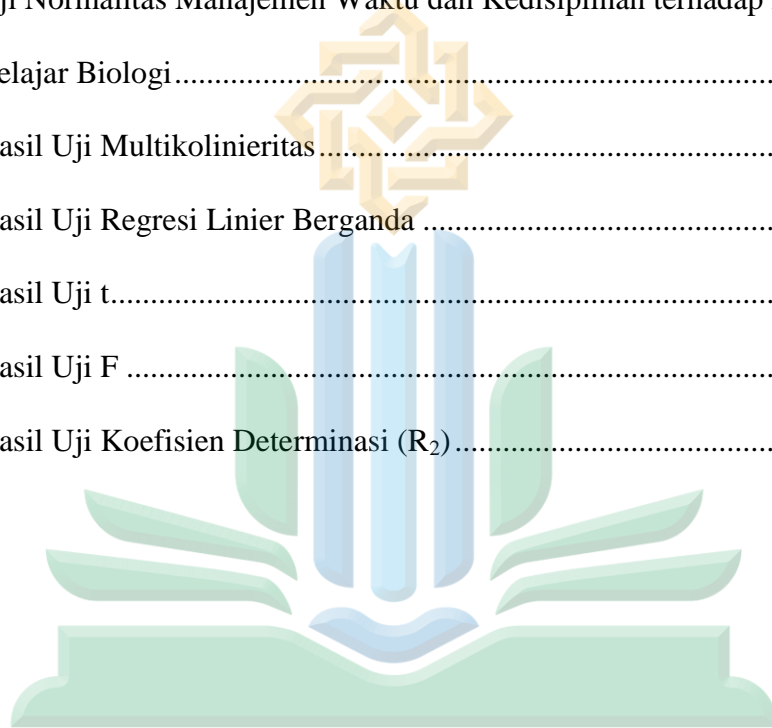 ji Normalitas Manajemen Waktu dan Kedisiplinan terhadap
elajar Biologi
asil Uji Multikolinieritas
asil Uji Regresi Linier Berganda
asil Uji t
asil Uji F
asil Uji Koefisien Determinasi (R₂)